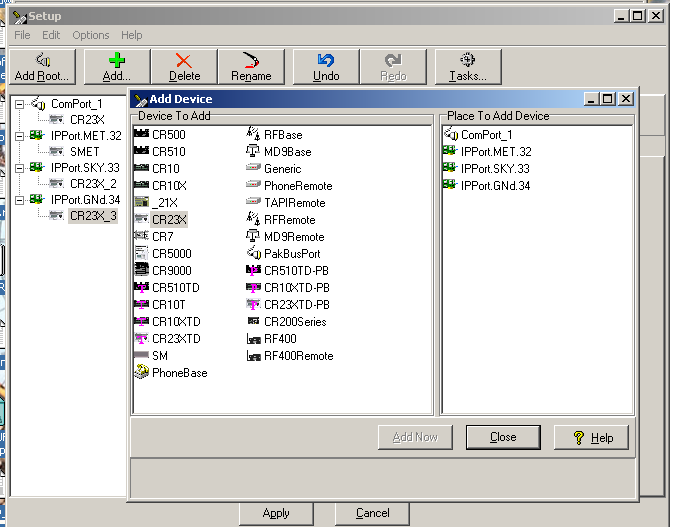 Setup
File Edit Options Help
Add Root... Add... Delete Rename Undo Redo Tasks...
ComPort_1
CR23X
IPPort.MET.32
SMET
IPPort.SKY.33
CR23X_2
IPPort.GNd.34
CR23X_3
Add Device
Device To Add
CR500
CR510
CR10
CR10X
_21X
CR23X
CR7
CR5000
CR9000
CR510TD
CR10T
CR10XTD
CR23XTD
SM
PhoneBase
RFBase
MD9Base
Generic
PhoneRemote
TAPIRemote
RFRemote
MD9Remote
PakBusPort
CR510TD-PB
CR10XTD-PB
CR23XTD-PB
CR200Series
RF400
RF400Remote
Place To Add Device
ComPort_1
IPPort.MET.32
IPPort.SKY.33
IPPort.GNd.34
Add Now Close Help
Apply Cancel